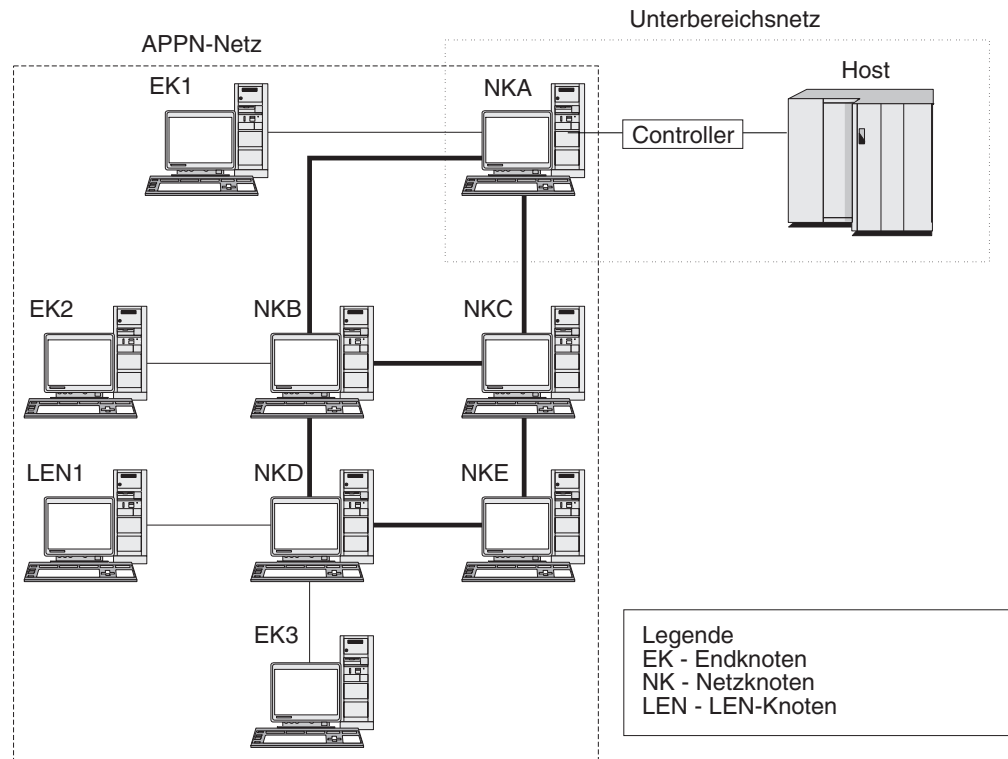 Unterbereichsnetz
APPN-Netz
EK1
NKA
Host
Controller
EK2
NKB
NKC
LEN1
NKD
NKE
EK3
Legende
EK - Endknoten
NK - Netzknoten
LEN - LEN-Knoten